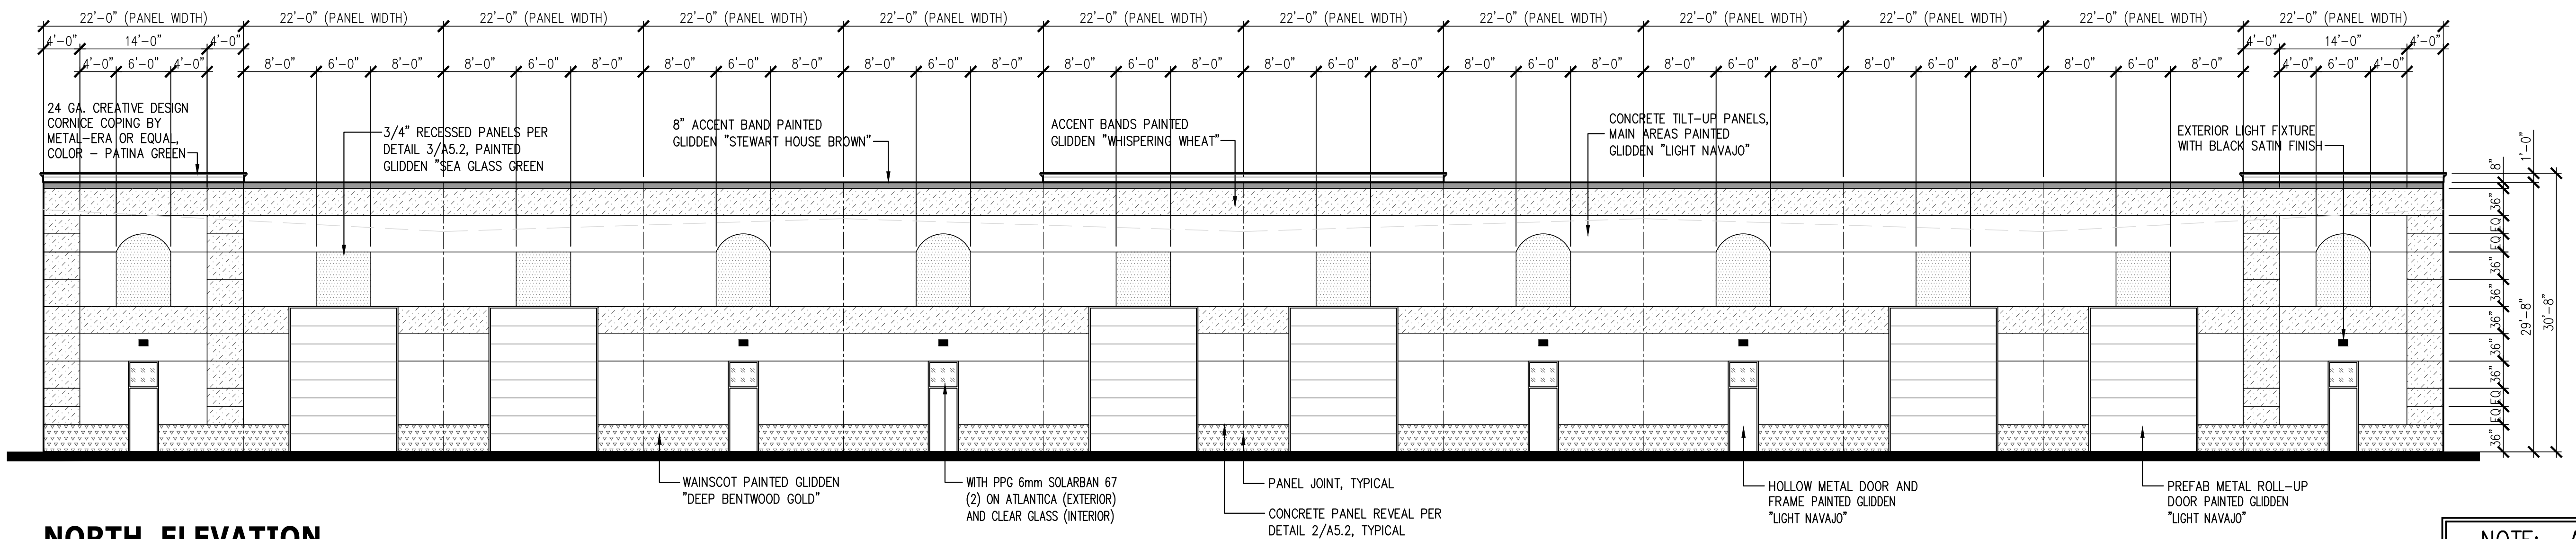 22'-0" (PANEL WIDTH) 22'-0" (PANEL WIDTH) 22'-0" (PANEL WIDTH) 22'-0" (PANEL WIDTH) 22'-0" (PANEL WIDTH) 22'-0" (PANEL WIDTH) 22'-0" (PANEL WIDTH) 22'-0" (PANEL WIDTH) 22'-0" (PANEL WIDTH) 22'-0" (PANEL WIDTH) 22'-0" (PANEL WIDTH) 22'-0" (PANEL WIDTH)
4'-0" 14'-0" 4'-0" 4'-0" 14'-0" 4'-0"
4'-0" 6'-0" 4'-0" 8'-0" 6'-0" 8'-0" 8'-0" 6'-0" 8'-0" 8'-0" 6'-0" 8'-0" 8'-0" 6'-0" 8'-0" 8'-0" 6'-0" 8'-0" 8'-0" 6'-0" 8'-0" 8'-0" 6'-0" 8'-0" 8'-0" 6'-0" 8'-0" 8'-0" 6'-0" 8'-0" 8'-0" 6'-0" 8'-0" 4'-0" 6'-0" 4'-0"
24 GA. CREATIVE DESIGN
CORNICE COPING BY
METAL-ERA OR EQUAL,
COLOR - PATINA GREEN
3/4" RECESSED PANELS PER
DETAIL 3/A5.2, PAINTED
GLIDDEN "SEA GLASS GREEN
8" ACCENT BAND PAINTED
GLIDDEN "STEWART HOUSE BROWN"
ACCENT BANDS PAINTED
GLIDDEN "WHISPERING WHEAT"
CONCRETE TILT-UP PANELS,
MAIN AREAS PAINTED
GLIDDEN "LIGHT NAVAJO"
EXTERIOR LIGHT FIXTURE
WITH BLACK SATIN FINISH
8"
36"
EQ
EQ
36"
36"
36"
36"
36"
EQ
EQ
36"
1'-0"
29'-8"
30'-8"
WAINSCOT PAINTED GLIDDEN
"DEEP BENTWOOD GOLD"
WITH PPG 6mm SOLARBAN 67
(2) ON ATLANTICA (EXTERIOR)
AND CLEAR GLASS (INTERIOR)
PANEL JOINT, TYPICAL
CONCRETE PANEL REVEAL PER
DETAIL 2/A5.2, TYPICAL
HOLLOW METAL DOOR AND
FRAME PAINTED GLIDDEN
"LIGHT NAVAJO"
PREFAB METAL ROLL-UP
DOOR PAINTED GLIDDEN
"LIGHT NAVAJO"
NORTH ELEVATION
NOTE: